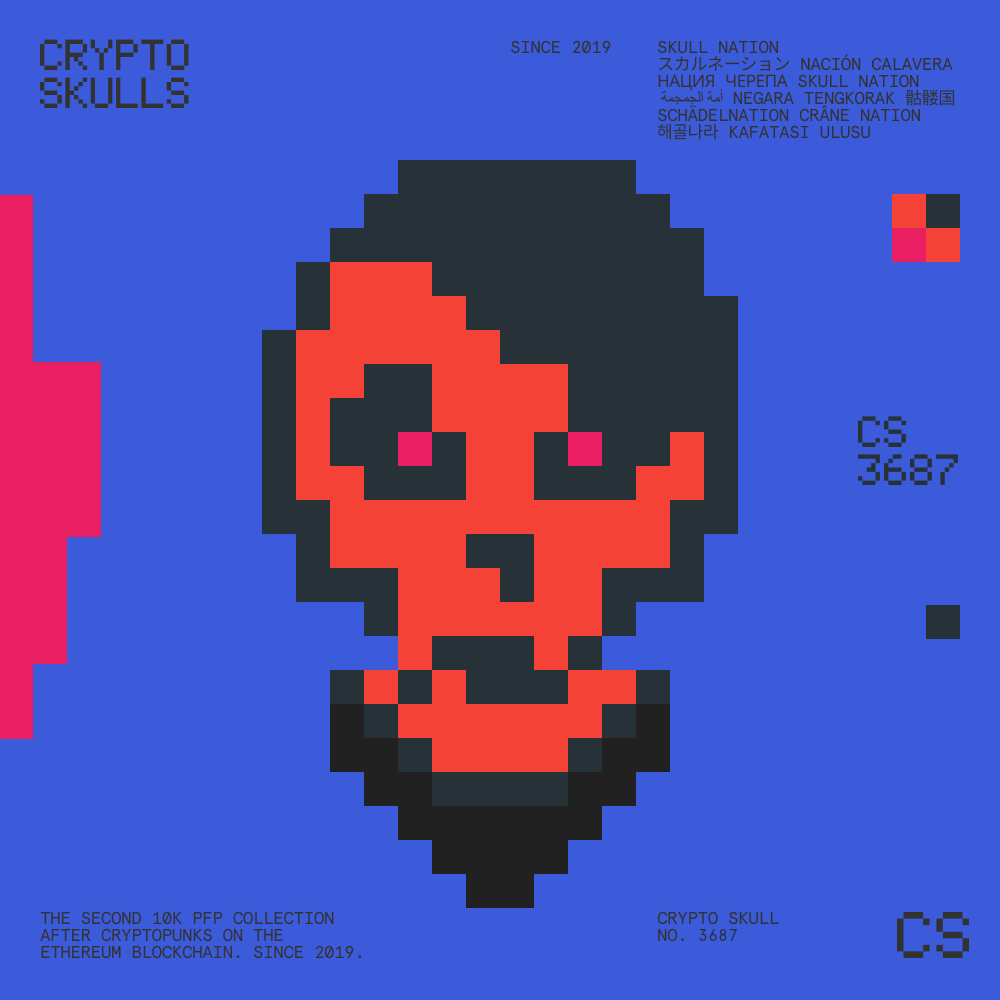 CRYPTO
SKULLS
SINCE 2019
SKULL NATION
スカルネーション NACIÓN CALAVERA
НАЦИЯ ЧЕРЕПА SKULL NATION
أمة الجمجمة NEGARA TENGKORAK 骷髅国
SCHÄDELNATION CRÂNE NATION
해골나라 KAFATASI ULUSU
CS
3687
THE SECOND 10K PFP COLLECTION
AFTER CRYPTOPUNKS ON THE
ETHEREUM BLOCKCHAIN. SINCE 2019.
CRYPTO SKULL
NO. 3687
CS